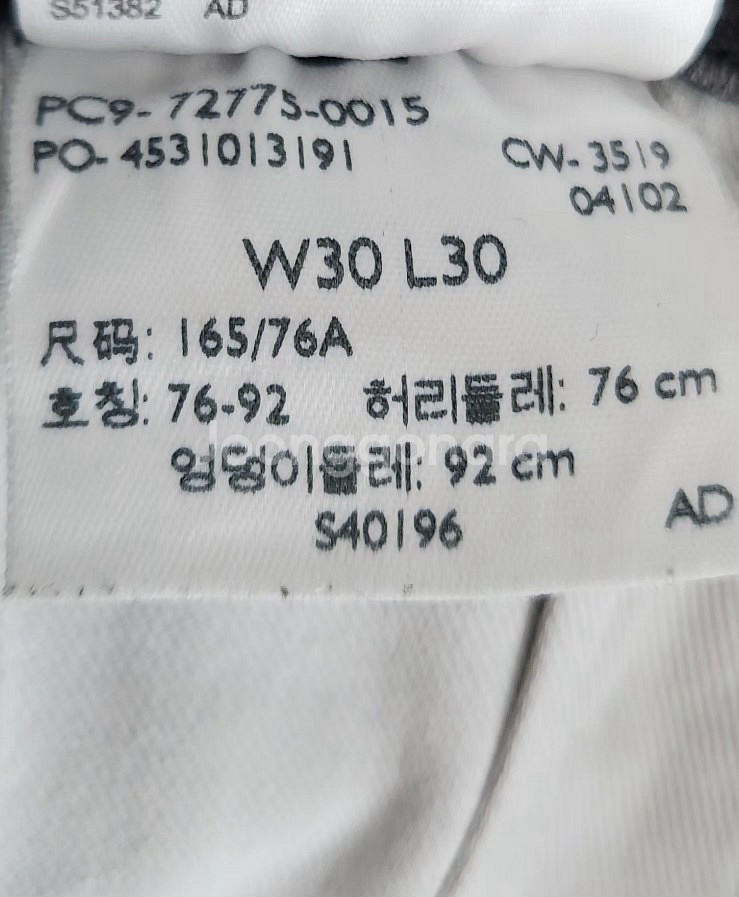 S51382 AD
PC9-72775-0015
PO-4531013191 CW-3519
04102
W30 L30
尺码: 165/76A
호칭: 76-92 허리둘레: 76 cm
엉덩이둘레: 92 cm
joonggonara
S40196 AD